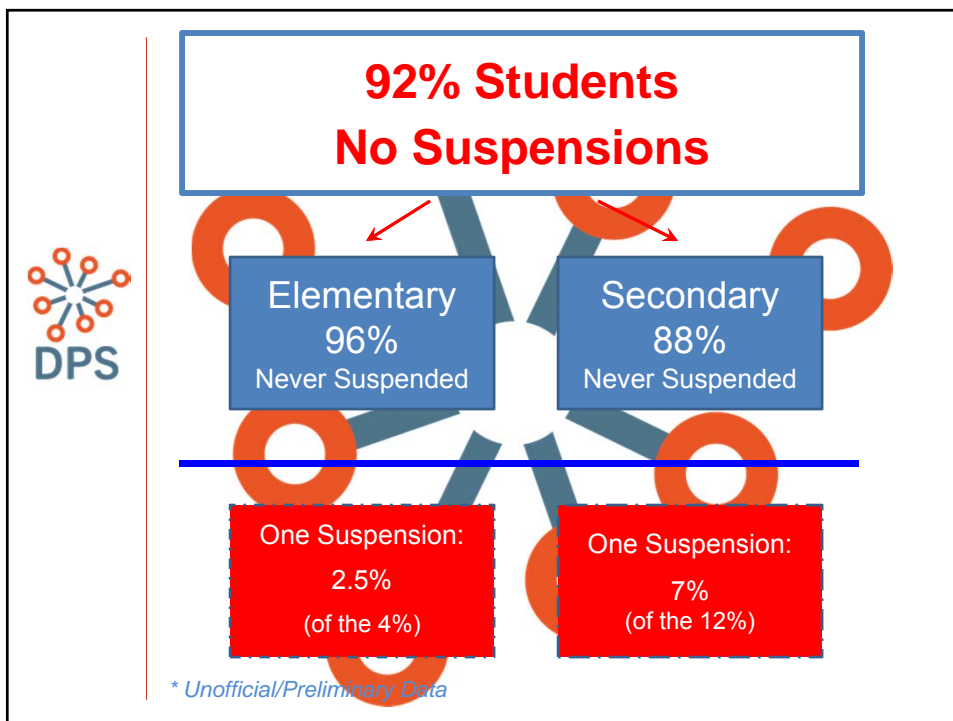 92% Students
No Suspensions
DPS
Elementary
96%
Never Suspended
Secondary
88%
Never Suspended
One Suspension:
2.5%
(of the 4%)
One Suspension:
7%
(of the 12%)
* Unofficial/Preliminary Data